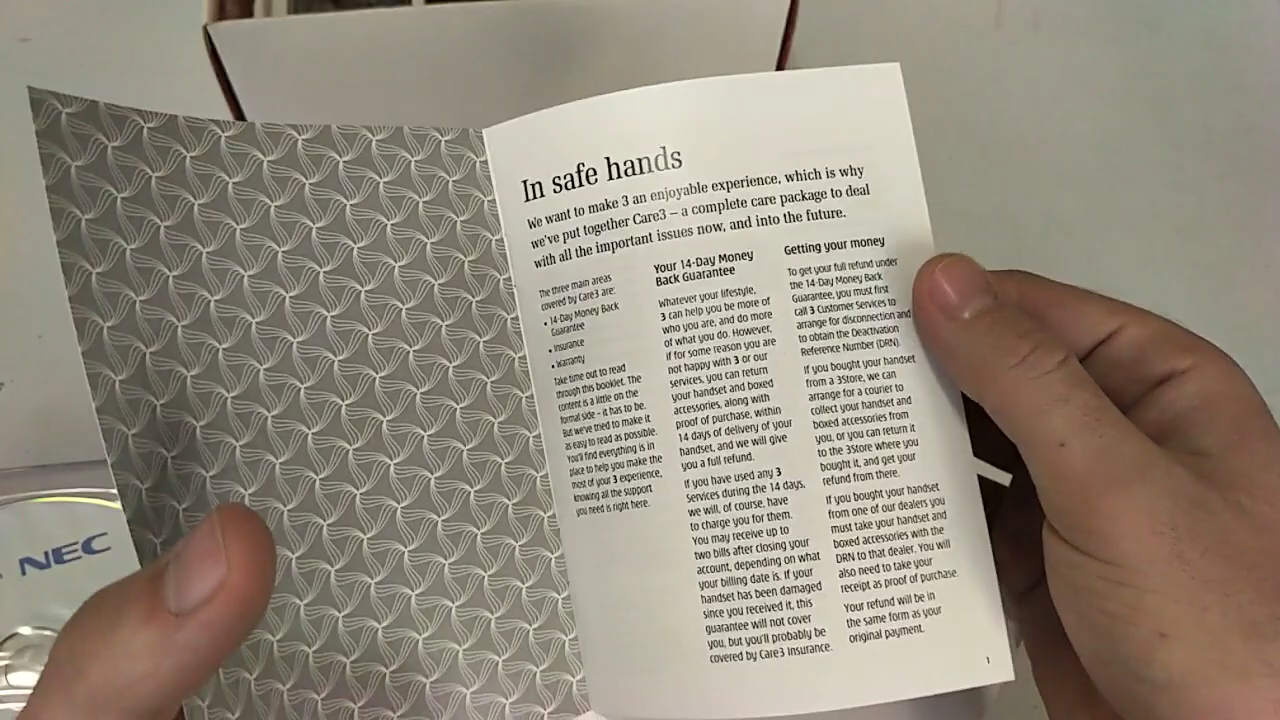 In safe hands
We want to make 3 an enjoyable experience, which is why
we've put together Care3 – a complete care package to deal
with all the important issues now, and into the future.
The three main areas
covered by Care3 are:
• 14-Day Money Back
Guarantee
• Insurance
• Warranty
Take time out to read
through this booklet. The
content is a little on the
formal side – it has to be.
But we've tried to make it
as easy to read as possible.
You'll find everything is in
place to help you make the
most of your 3 experience,
knowing all the support
you need is right here.
Your 14-Day Money
Back Guarantee
Whatever your lifestyle,
3 can help you be more of
who you are, and do more
of what you do. However,
if for some reason you are
not happy with 3 or our
services, you can return
your handset and boxed
accessories, along with
proof of purchase, within
14 days of delivery of your
handset, and we will give
you a full refund.
If you have used any 3
Services during the 14 days,
we will, of course, have
to charge you for them.
You may receive up to
two bills after closing your
account, depending on what
your billing date is. If your
handset has been damaged
since you received it, this
guarantee will not cover
you, but you'll probably be
covered by Care3 Insurance.
Getting your money
To get your full refund under
the 14-Day Money Back
Guarantee, you must first
call 3 Customer Services to
arrange for disconnection and
to obtain the Deactivation
Reference Number (DRN).
If you bought your handset
from a 3Store, we can
arrange for a courier to
collect your handset and
boxed accessories from
you, or you can return it
to the 3Store where you
bought it, and get your
refund from there.
If you bought your handset
from one of our dealers you
must take your handset and
boxed accessories with the
DRN to that dealer. You will
also need to take your
receipt as proof of purchase.
Your refund will be in
the same form as your
original payment.
1
NEC